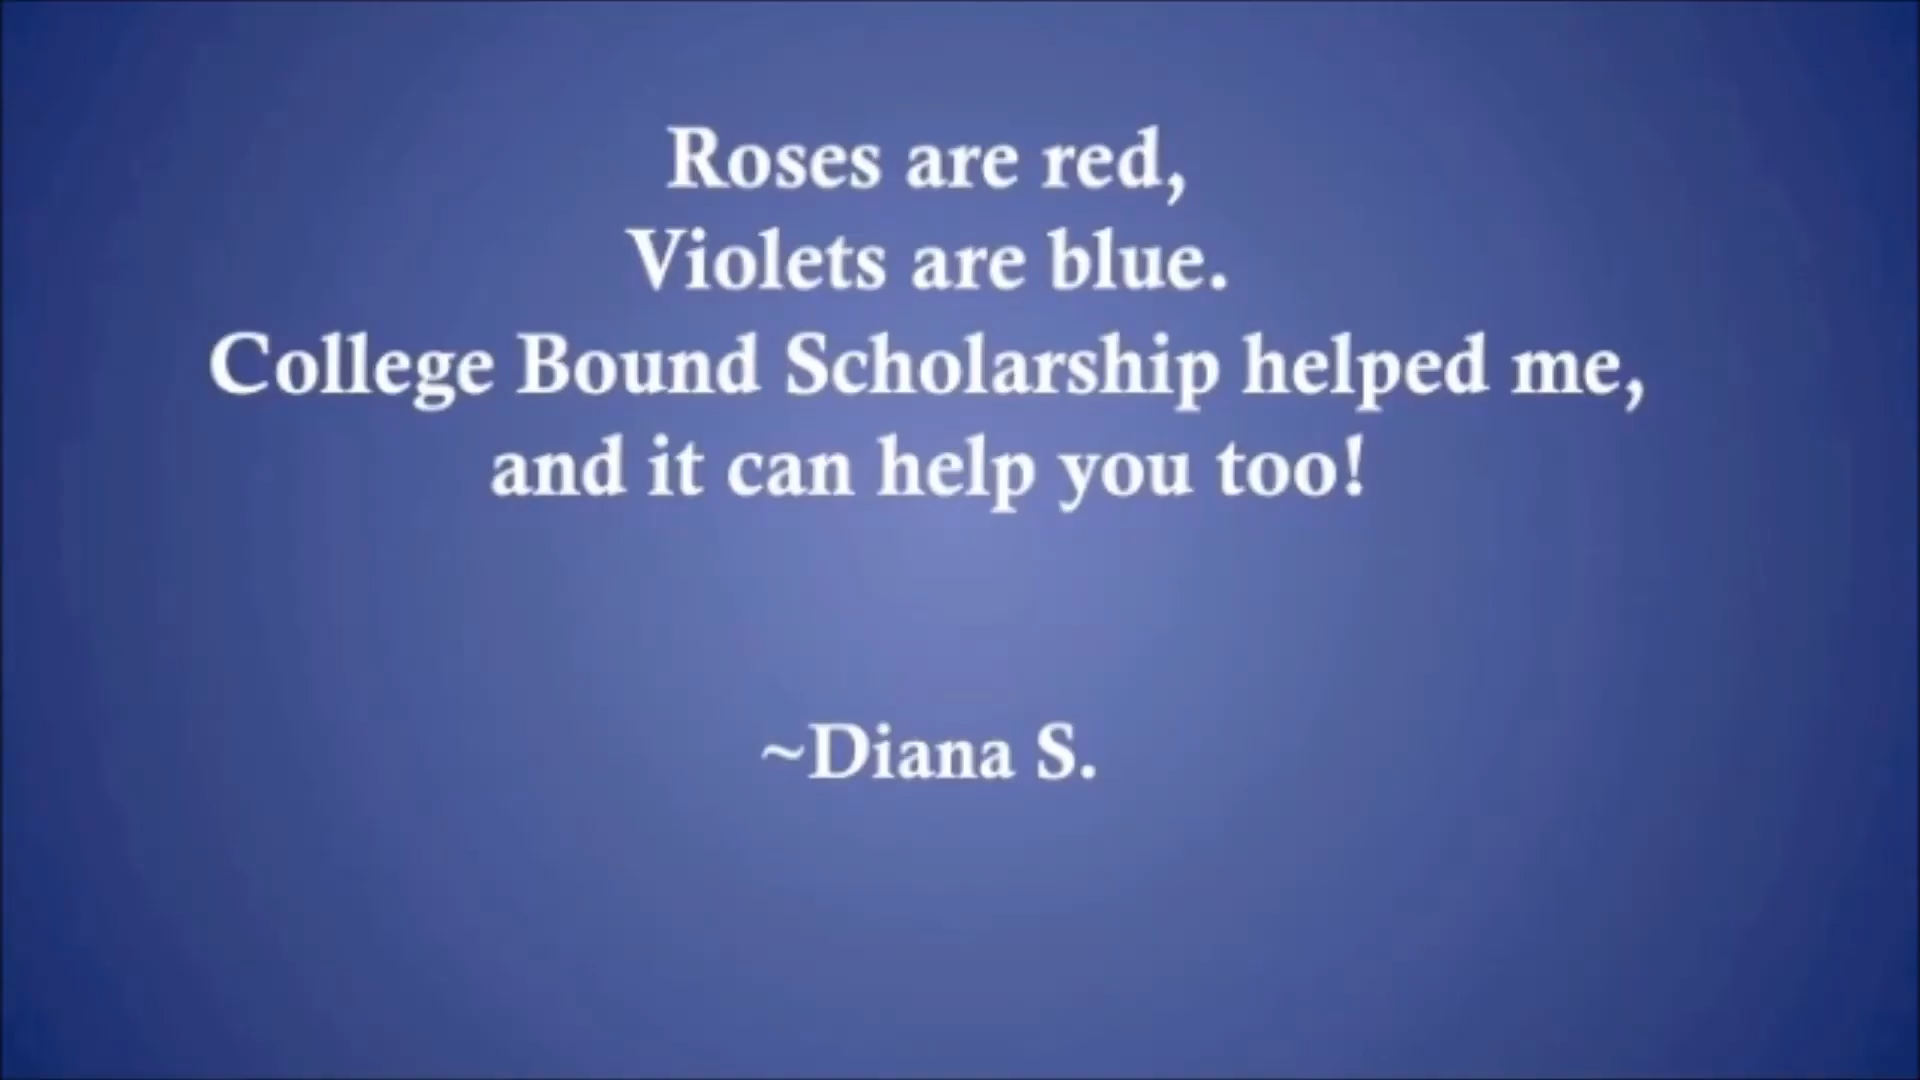 Roses are red,
Violets are blue.
College Bound Scholarship helped me,
and it can help you too!
~Diana S.